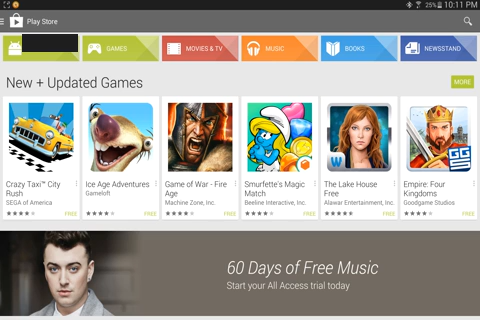 25% 10:11 PM
Play Store
GAMES
MOVIES & TV
MUSIC
BOOKS
NEWSSTAND
New + Updated Games
MORE
Crazy Taxi™ City
Rush
SEGA of America
FREE
Ice Age Adventures
Gameloft
FREE
Game of War - Fire
Age
Machine Zone, Inc.
FREE
Smurfette's Magic
Match
Beeline Interactive, Inc.
FREE
W
The Lake House
Free
Alawar Entertainment, Inc.
FREE
GGS
Empire: Four
Kingdoms
Goodgame Studios
FREE
60 Days of Free Music
Start your All Access trial today